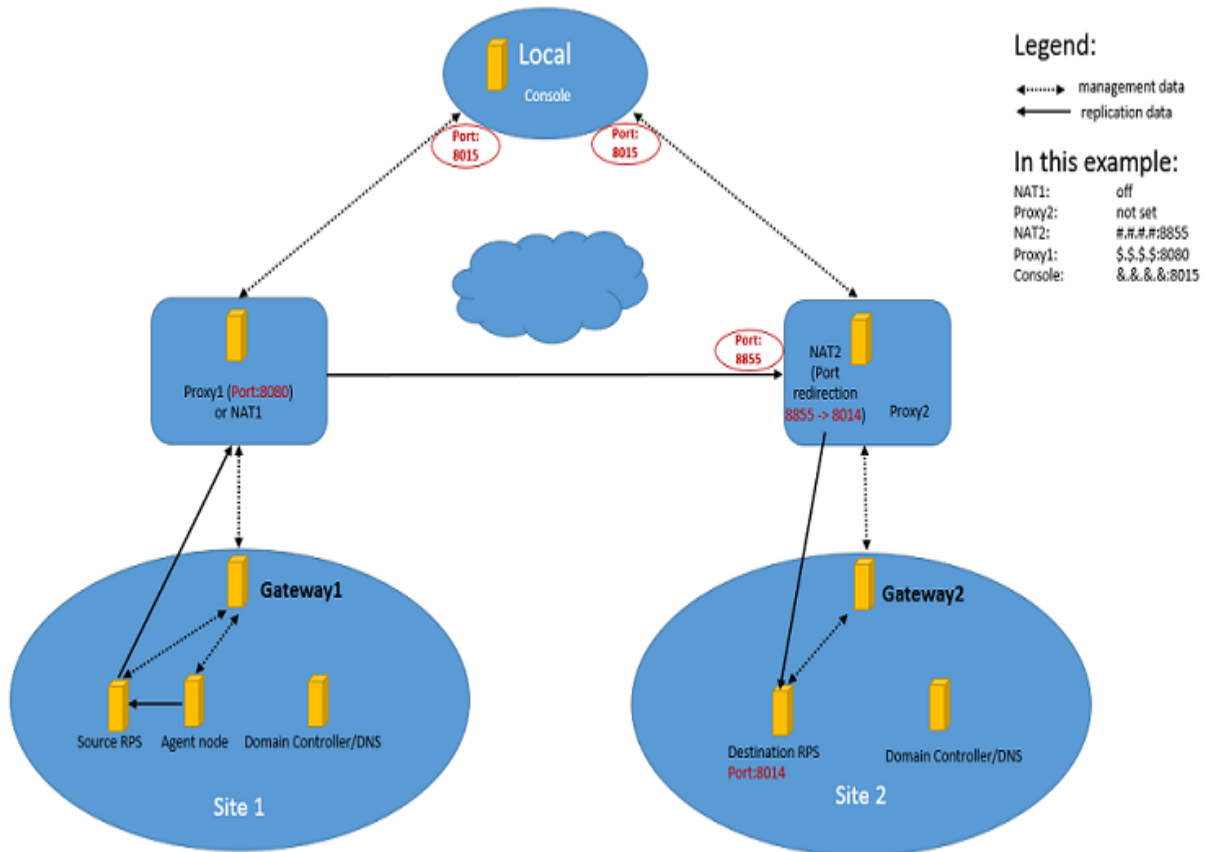 Local
Console
Port:
8015
Port:
8015
Legend:
management data
replication data
In this example:
NAT1: off
Proxy2: not set
NAT2: #.#.#.#:8855
Proxy1: $.$.$.$:8080
Console: &.&.&.&:8015
Proxy1 (Port:8080)
or NAT1
Port:
8855
NAT2
(Port
redirection
8855 -> 8014)
Proxy2
Gateway1
Source RPS
Agent node
Domain Controller/DNS
Site 1
Gateway2
Destination RPS
Port:8014
Domain Controller/DNS
Site 2